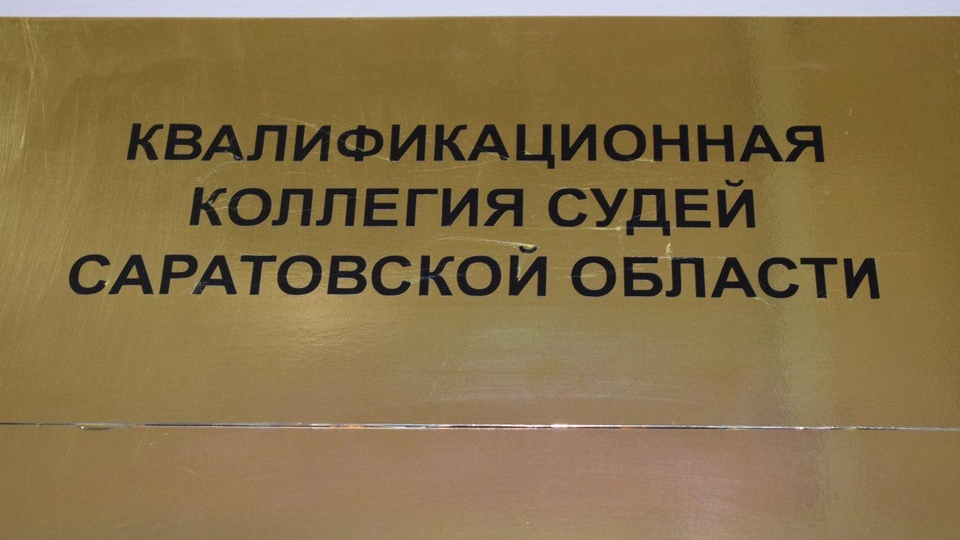 КВАЛИФИКАЦИОННАЯ
КОЛЛЕГИЯ СУДЕЙ
САРАТОВСКОЙ ОБЛАСТИ